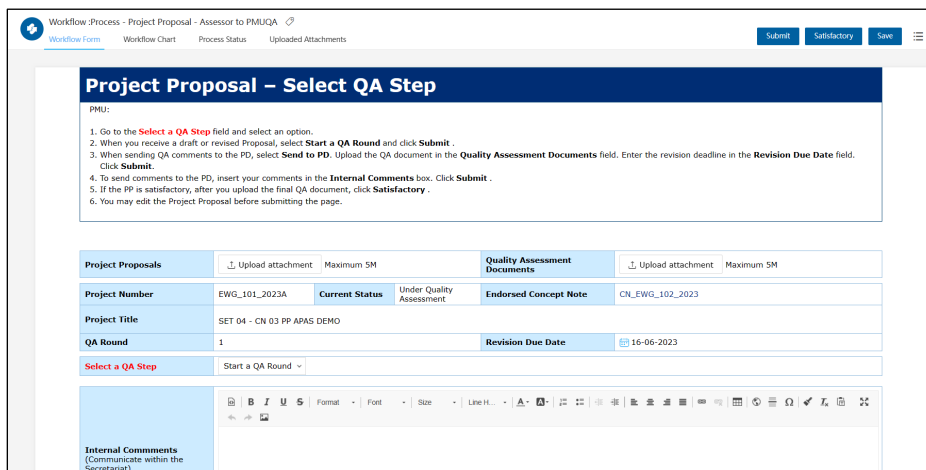 Workflow :Process - Project Proposal - Assessor to PMUQA
Workflow Form Workflow Chart Process Status Uploaded Attachments
Submit Satisfactory Save
Project Proposal – Select QA Step
PMU:
1. Go to the Select a QA Step field and select an option.
2. When you receive a draft or revised Proposal, select Start a QA Round and click Submit .
3. When sending QA comments to the PD, select Send to PD. Upload the QA document in the Quality Assessment Documents field. Enter the revision deadline in the Revision Due Date field.
Click Submit.
4. To send comments to the PD, insert your comments in the Internal Comments box. Click Submit .
5. If the PP is satisfactory, after you upload the final QA document, click Satisfactory .
6. You may edit the Project Proposal before submitting the page.
Project Proposals Upload attachment Maximum 5M Quality Assessment
Documents Upload attachment Maximum 5M
Project Number EWG_101_2023A Current Status Under Quality
Assessment Endorsed Concept Note CN_EWG_102_2023
Project Title SET 04 - CN 03 PP APAS DEMO
QA Round 1 Revision Due Date 16-06-2023
Select a QA Step Start a QA Round
B I U S Format Font Size Line H... A A Ω
Internal Commments
(Communicate within the
Secretariat)